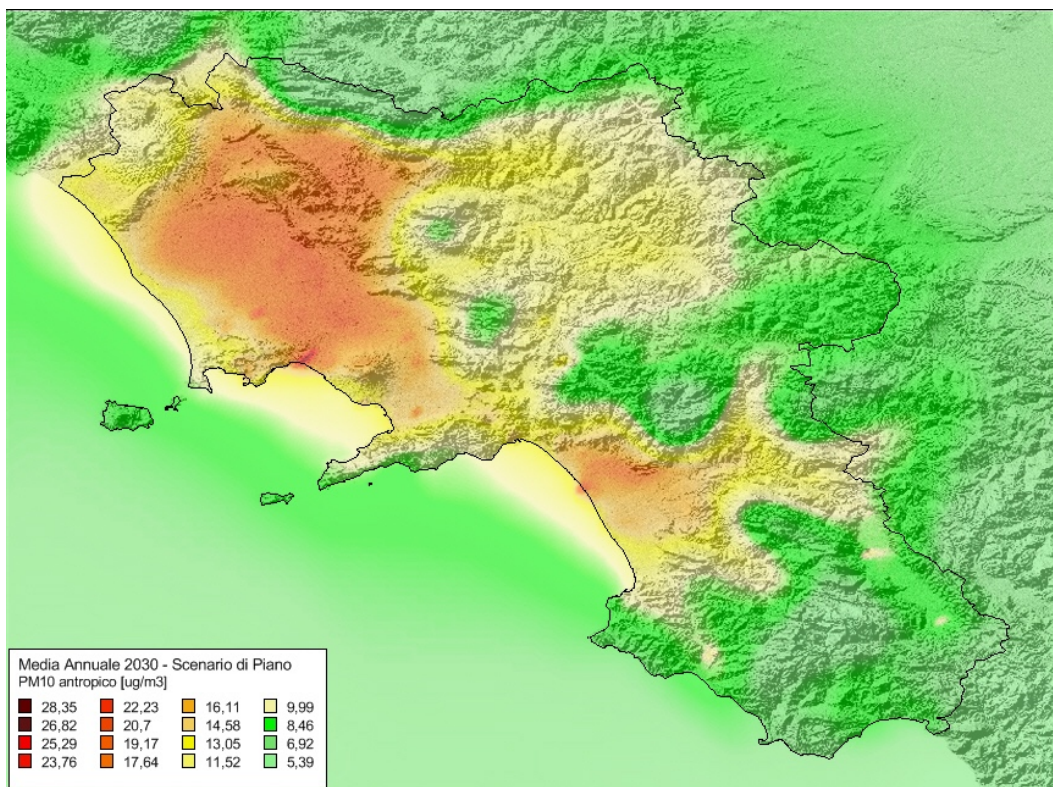 Media Annuale 2030 - Scenario di Piano
PM10 antropico [ug/m3]
28,35 22,23 16,11 9,99
26,82 20,7 14,58 8,46
25,29 19,17 13,05 6,92
23,76 17,64 11,52 5,39